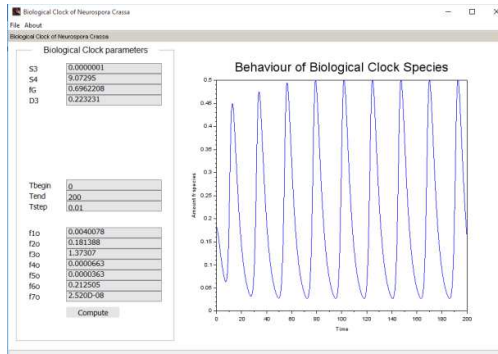 Biological Clock of Neurospora Crassa
File About
Biological Clock of Neurospora Crassa
Biological Clock parameters
S3 0.0000001
S4 9.07295
fG 0.6962208
D3 0.223231
Tbegin 0
Tend 200
Tstep 0.01
f1o 0.0040078
f2o 0.181388
f3o 1.37307
f4o 0.0000663
f5o 0.0000363
f6o 0.212505
f7o 2.520D-08
Compute
Behaviour of Biological Clock Species
0.5
0.45
0.4
0.35
0.3
0.25
0.2
0.15
0.1
0.05
0
0 20 40 60 80 100 120 140 160 180 200
Time